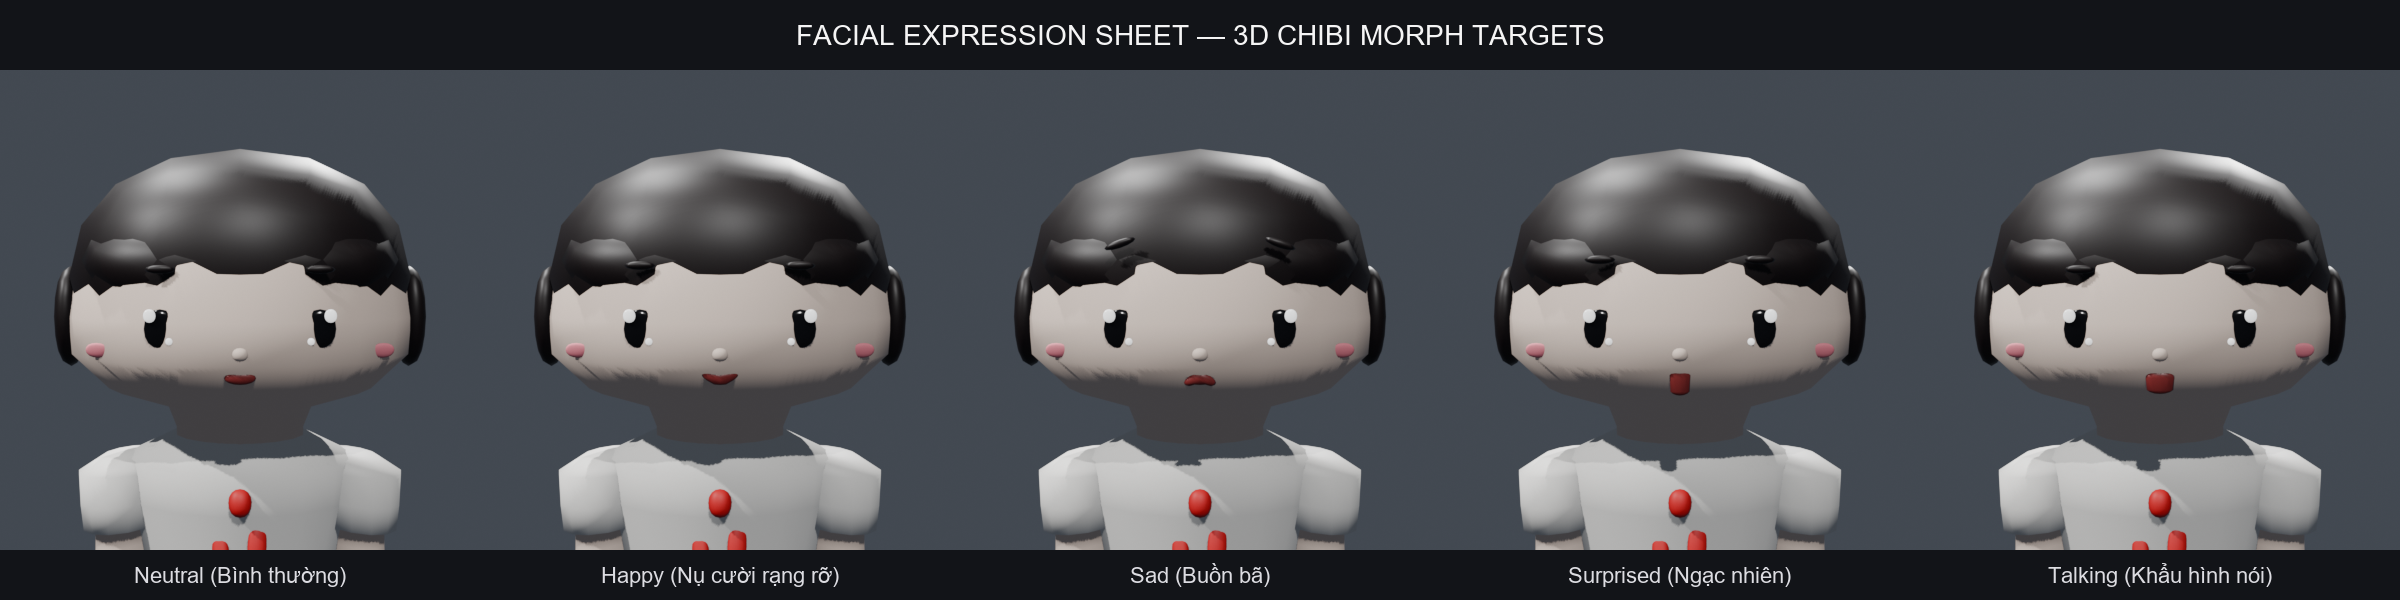 FACIAL EXPRESSION SHEET — 3D CHIBI MORPH TARGETS
Neutral (Bình thường)
Happy (Nụ cười rạng rỡ)
Sad (Buồn bã)
Surprised (Ngạc nhiên)
Talking (Khẩu hình nói)